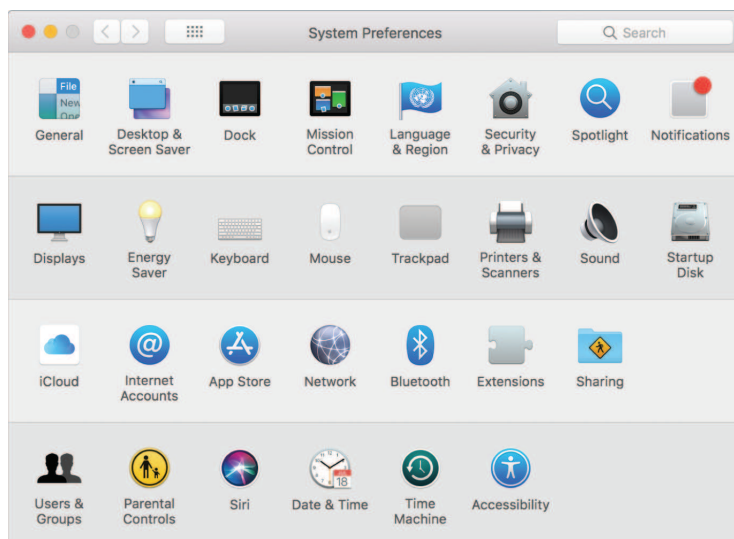 System Preferences
Search
File
New
General
Desktop &
Screen Saver
Dock
Mission
Control
Language
& Region
Security
& Privacy
Spotlight
Notifications
Displays
Energy
Saver
Keyboard
Mouse
Trackpad
Printers &
Scanners
Sound
Startup
Disk
iCloud
Internet
Accounts
App Store
Network
Bluetooth
Extensions
Sharing
Users &
Groups
Parental
Controls
Siri
Date & Time
18
Time
Machine
Accessibility